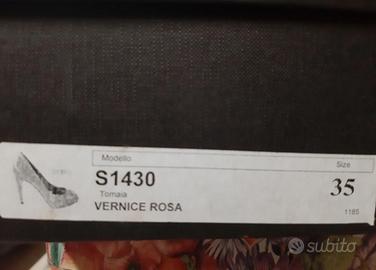 Modello
Size
S1430
35
Tomaia
VERNICE ROSA
1185
subito